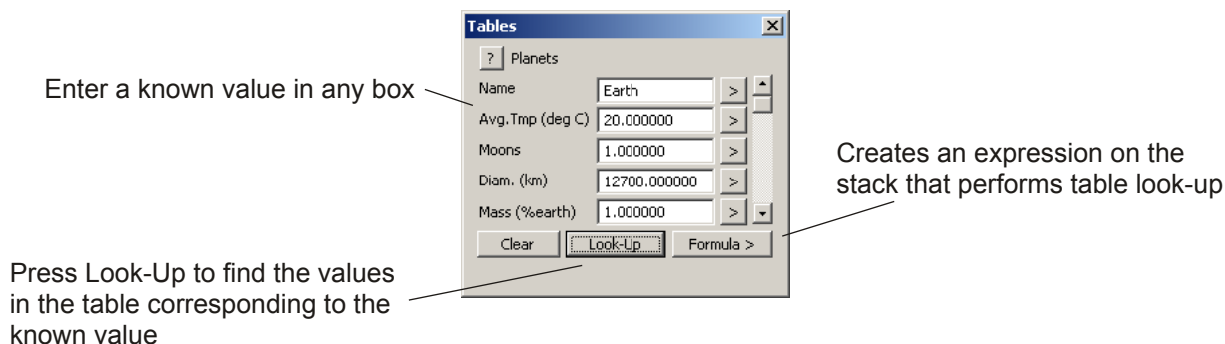 Tables
? Planets
Enter a known value in any box
Name Earth >
Avg.Tmp (deg C) 20.000000 >
Moons 1.000000 >
Diam. (km) 12700.000000 >
Mass (%earth) 1.000000 >
Clear Look-Up Formula >
Creates an expression on the
stack that performs table look-up
Press Look-Up to find the values
in the table corresponding to the
known value